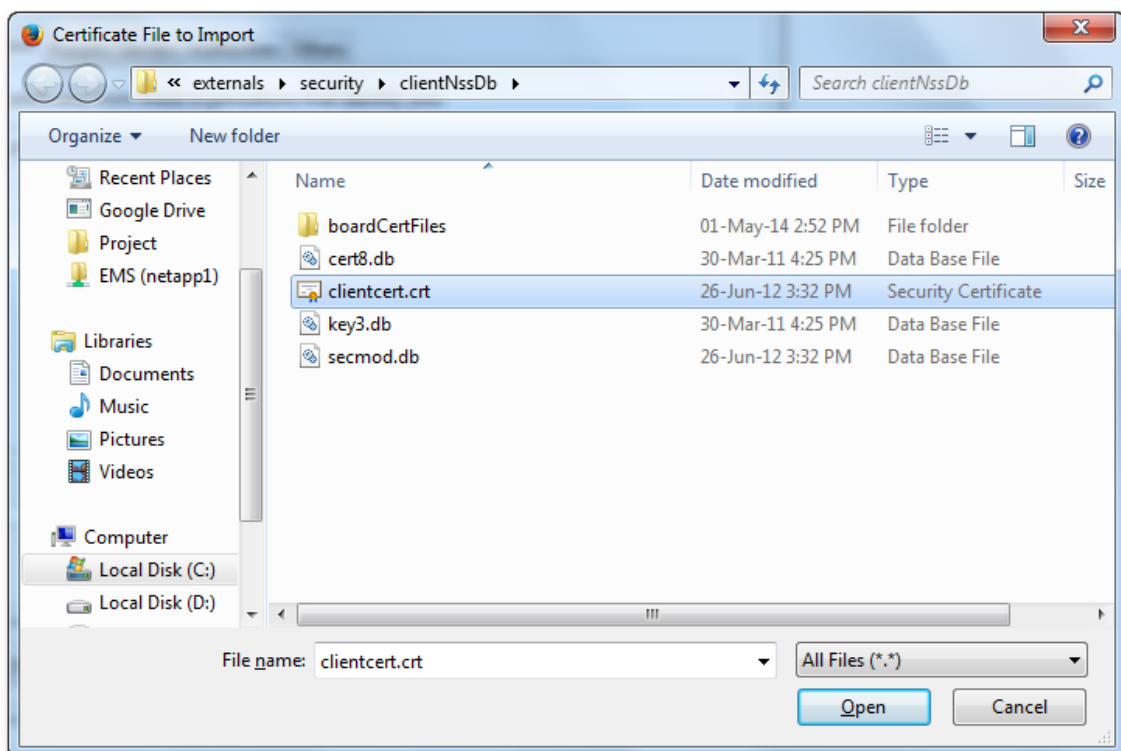 Certificate File to Import
« externals ▸ security ▸ clientNssDb ▸
Search clientNssDb
Organize
New folder
Recent Places
Google Drive
Project
EMS (netapp1)
Libraries
Documents
Music
Pictures
Videos
Computer
Local Disk (C:)
Local Disk (D:)
Name Date modified Type Size
boardCertFiles 01-May-14 2:52 PM File folder
cert8.db 30-Mar-11 4:25 PM Data Base File
clientcert.crt 26-Jun-12 3:32 PM Security Certificate
key3.db 30-Mar-11 4:25 PM Data Base File
secmod.db 26-Jun-12 3:32 PM Data Base File
File name: clientcert.crt
All Files (*.*)
Open Cancel